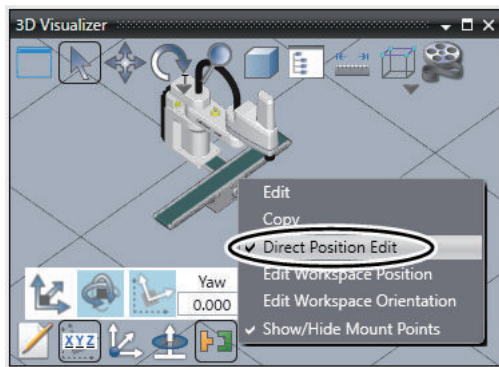 3D Visualizer
Edit
Copy
Direct Position Edit
Edit Workspace Position
Edit Workspace Orientation
Show/Hide Mount Points
Yaw
0.000
XYZ